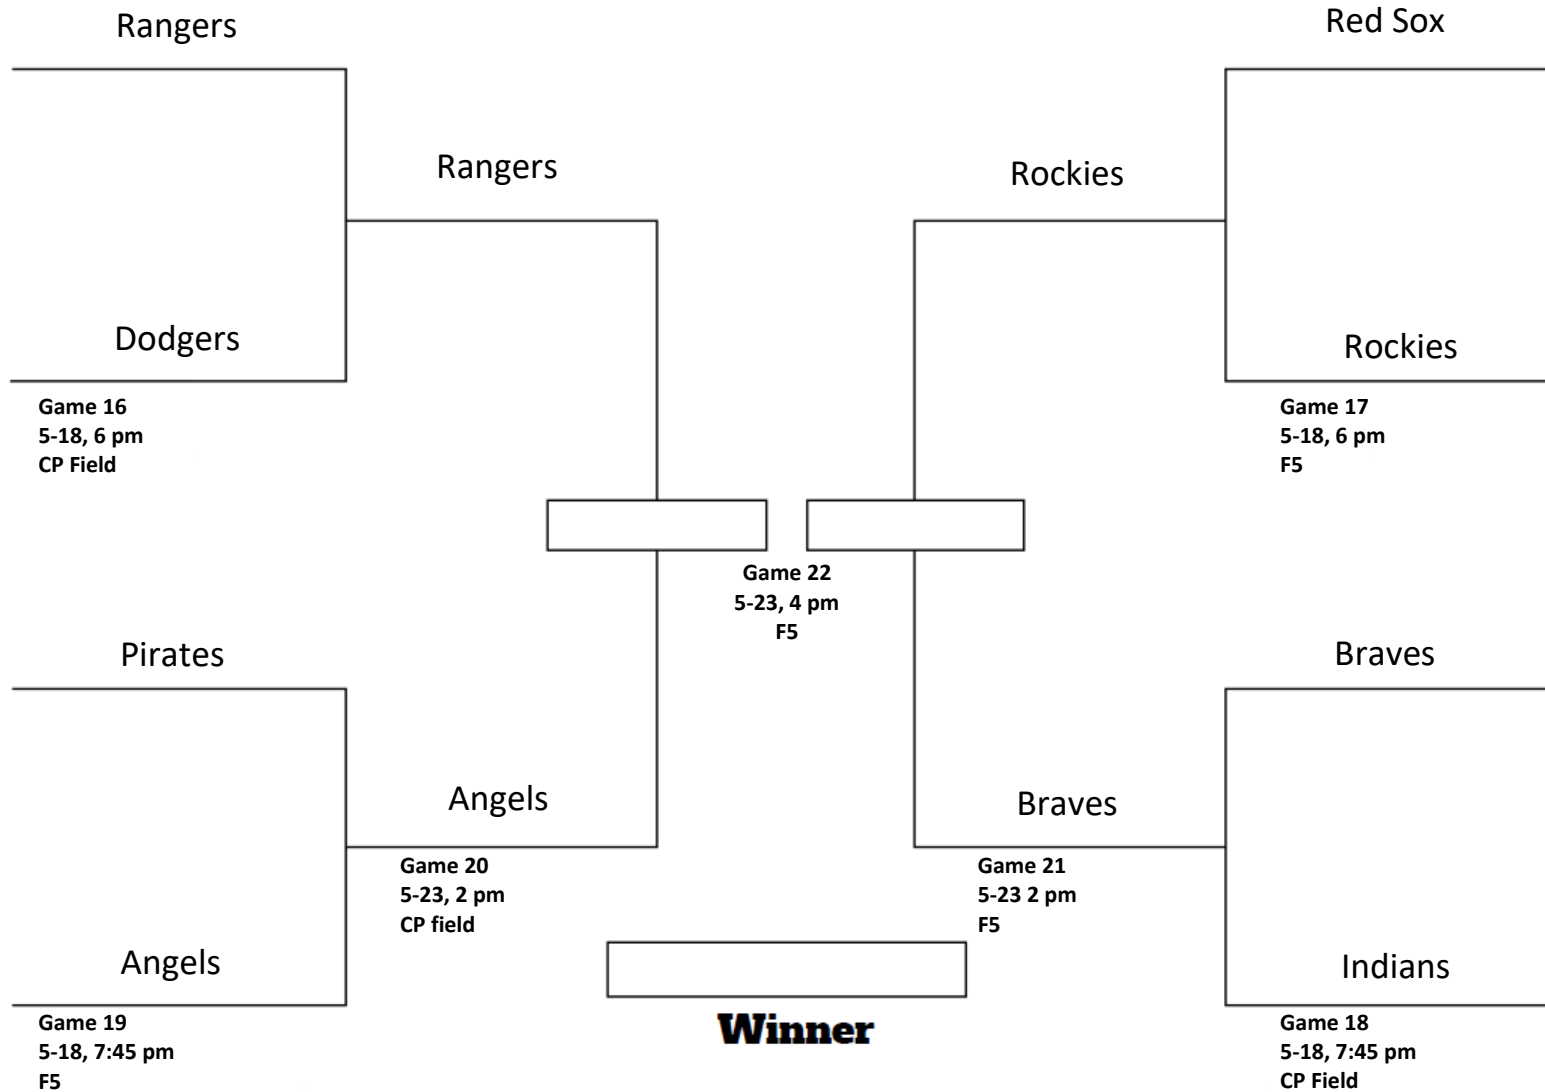 Rangers
Red Sox
Rangers
Rockies
Dodgers
Rockies
Game 16
5-18, 6 pm
CP Field
Game 17
5-18, 6 pm
F5
Game 22
5-23, 4 pm
F5
Pirates
Braves
Angels
Braves
Game 20
5-23, 2 pm
CP field
Game 21
5-23 2 pm
F5
Angels
Indians
Game 19
5-18, 7:45 pm
F5
Winner
Game 18
5-18, 7:45 pm
CP Field